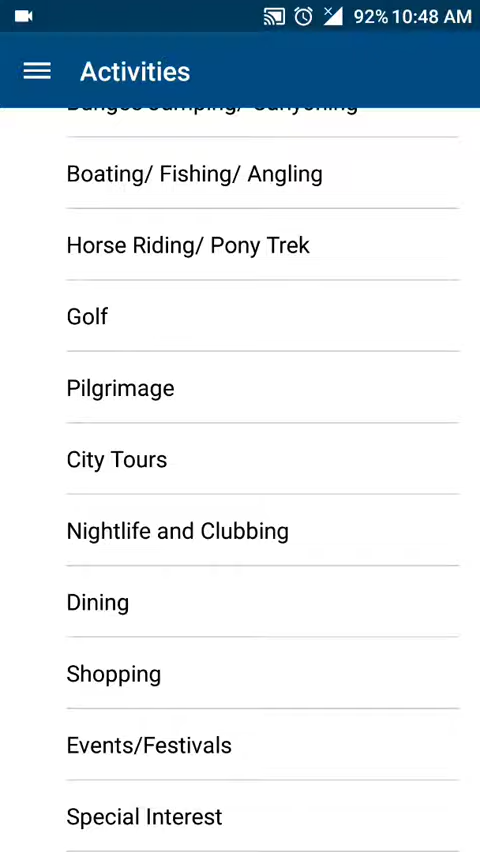 92% 10:48 AM
Activities
Boating/ Fishing/ Angling
Horse Riding/ Pony Trek
Golf
Pilgrimage
City Tours
Nightlife and Clubbing
Dining
Shopping
Events/Festivals
Special Interest